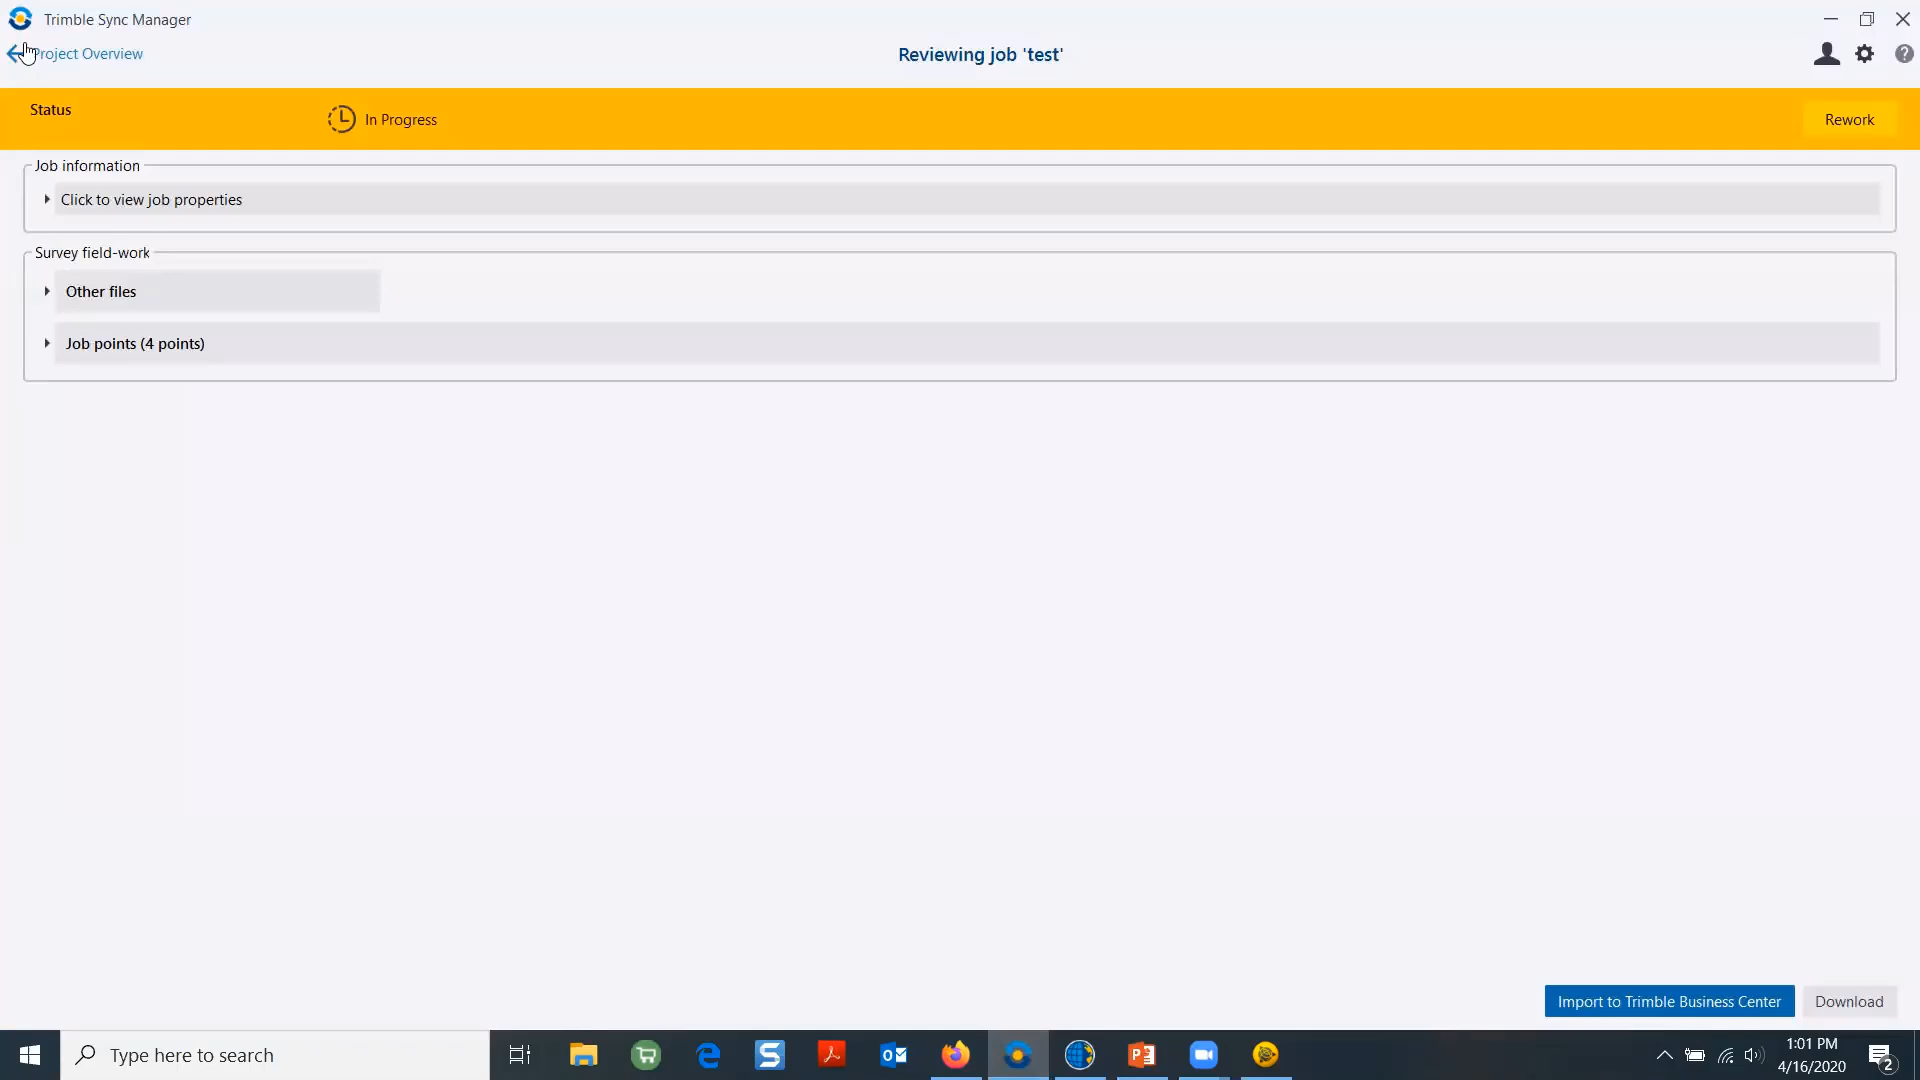 Trimble Sync Manager
Project Overview
Reviewing job 'test'
Status
In Progress
Rework
Job information
Click to view job properties
Survey field-work
Other files
Job points (4 points)
Import to Trimble Business Center
Download
Type here to search
1:01 PM
4/16/2020
2